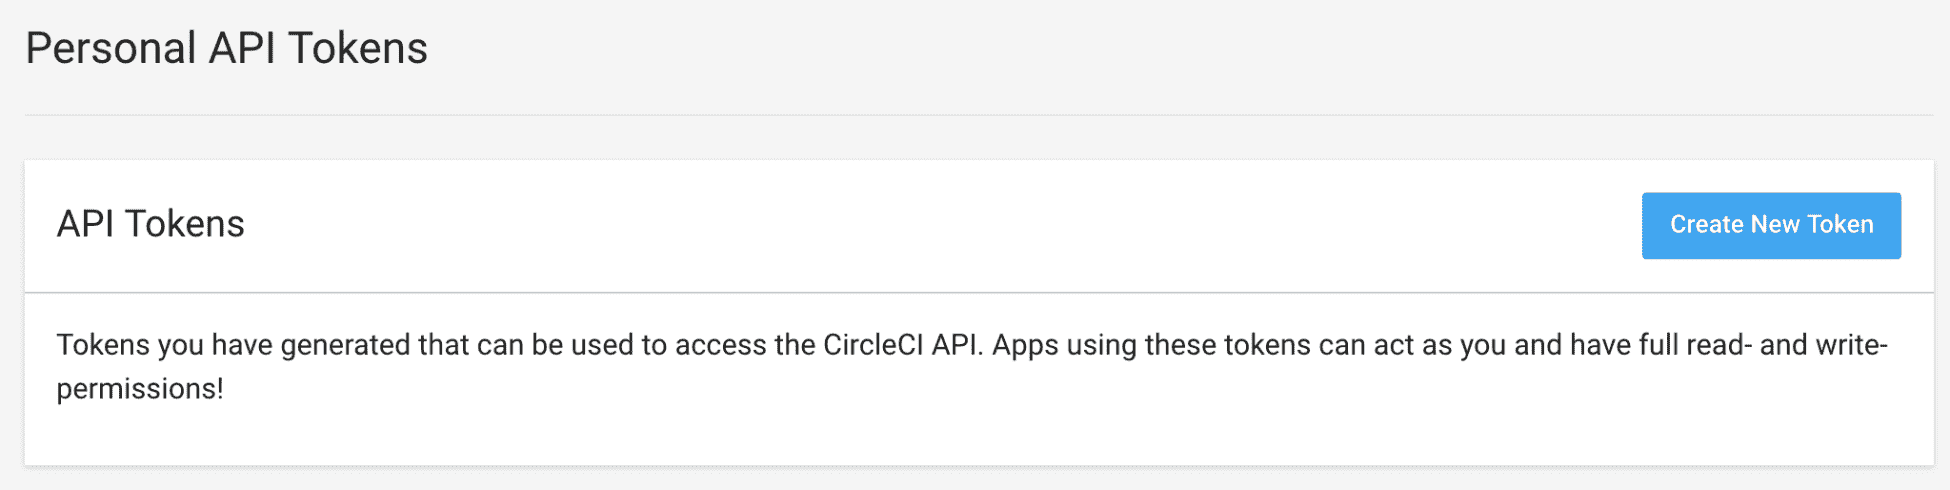 Personal API Tokens
API Tokens
Create New Token
Tokens you have generated that can be used to access the CircleCI API. Apps using these tokens can act as you and have full read- and write-
permissions!